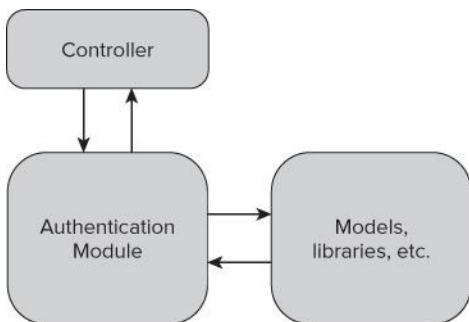 Controller
Authentication
Module
Models,
libraries, etc.